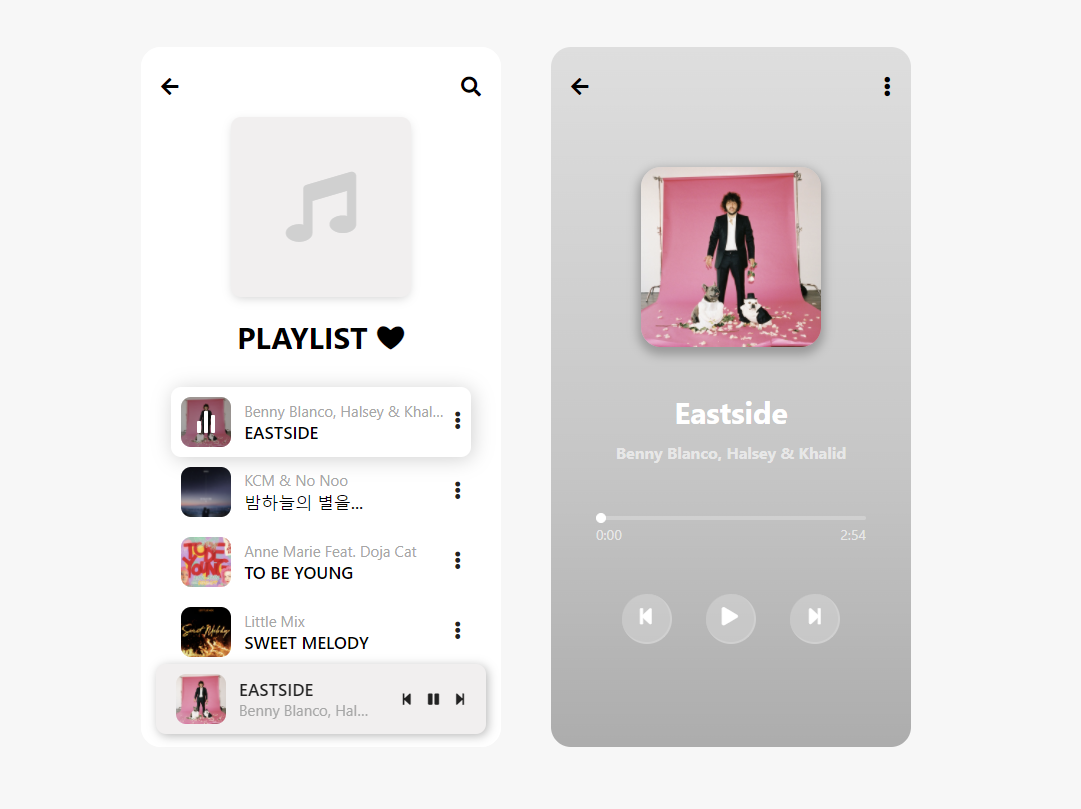 PLAYLIST
Benny Blanco, Halsey & Khal...
EASTSIDE
KCM & No Noo
밤하늘의 별을...
Anne Marie Feat. Doja Cat
TO BE YOUNG
Little Mix
SWEET MELODY
EASTSIDE
Benny Blanco, Hal...
Eastside
Benny Blanco, Halsey & Khalid
0:00
2:54